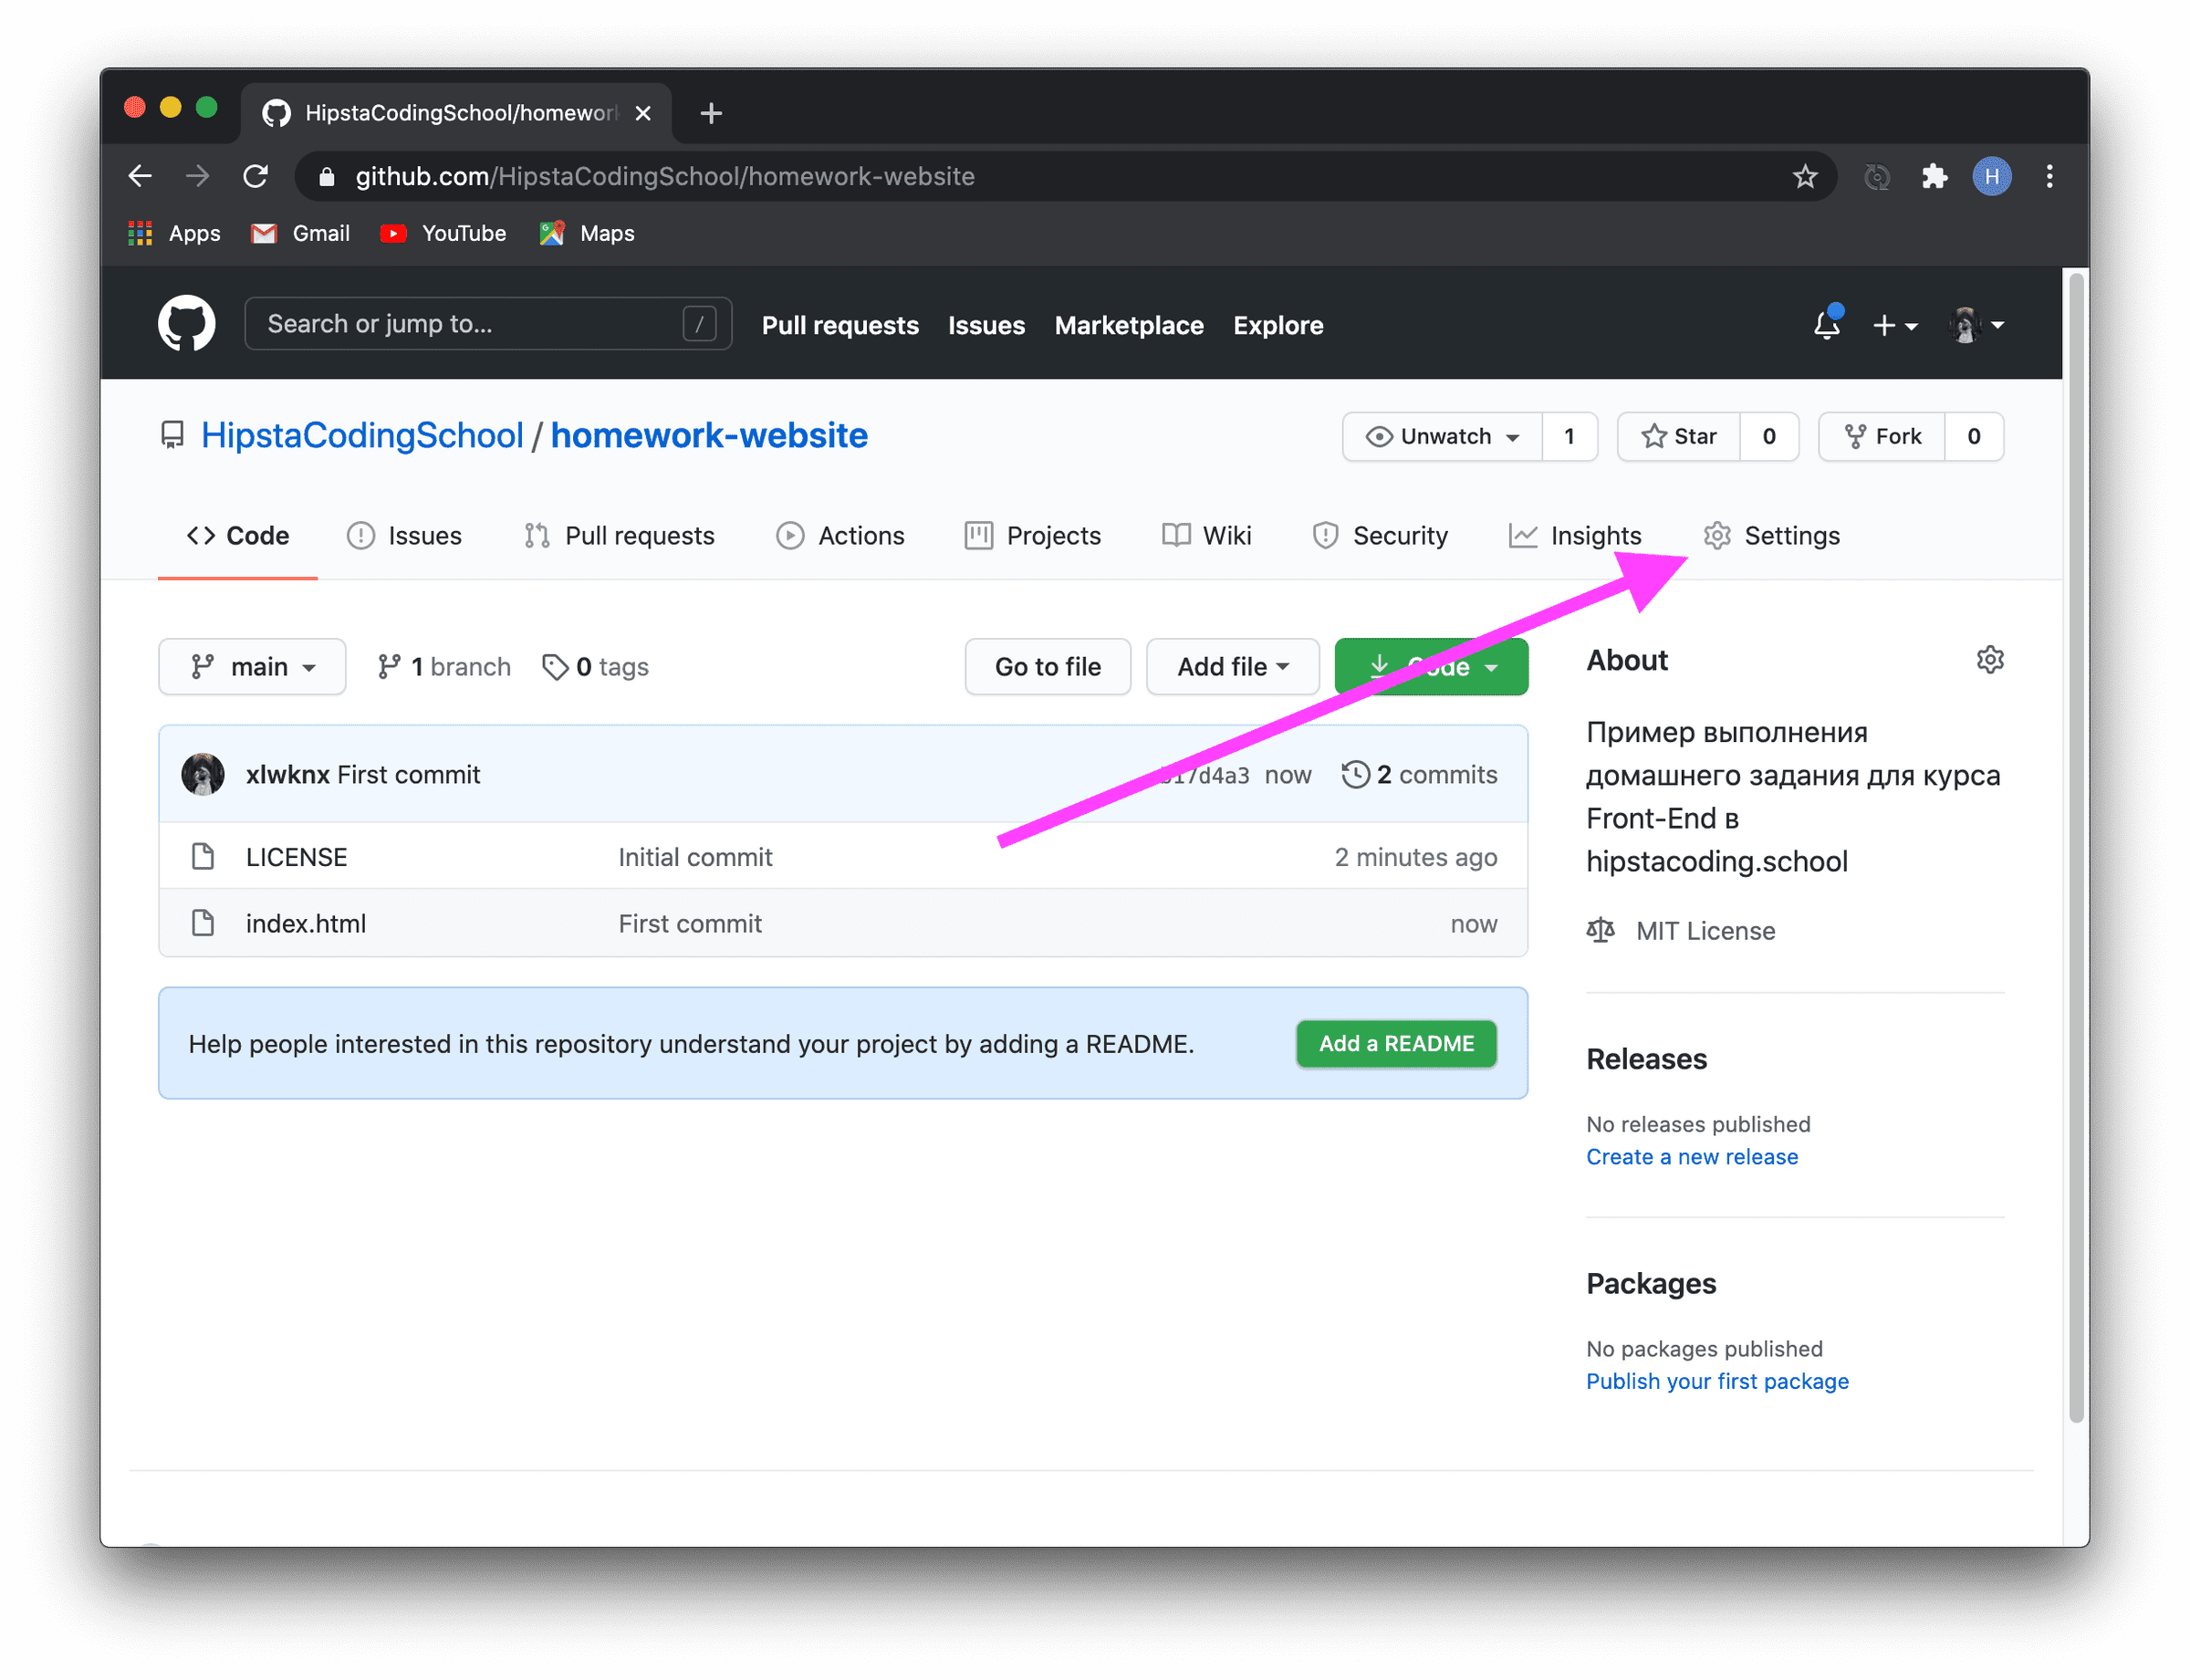 HipstaCodingSchool/homewor
github.com/HipstaCodingSchool/homework-website
H
Apps Gmail YouTube Maps
Search or jump to... / Pull requests Issues Marketplace Explore
HipstaCodingSchool / homework-website Unwatch 1 Star 0 Fork 0
Code Issues Pull requests Actions Projects Wiki Security Insights Settings
main 1 branch 0 tags Go to file Add file Code
xlwknx First commit b17d4a3 now 2 commits
LICENSE Initial commit 2 minutes ago
index.html First commit now
Help people interested in this repository understand your project by adding a README. Add a README
About
Пример выполнения
домашнего задания для курса
Front-End в
hipstacoding.school
MIT License
Releases
No releases published
Create a new release
Packages
No packages published
Publish your first package